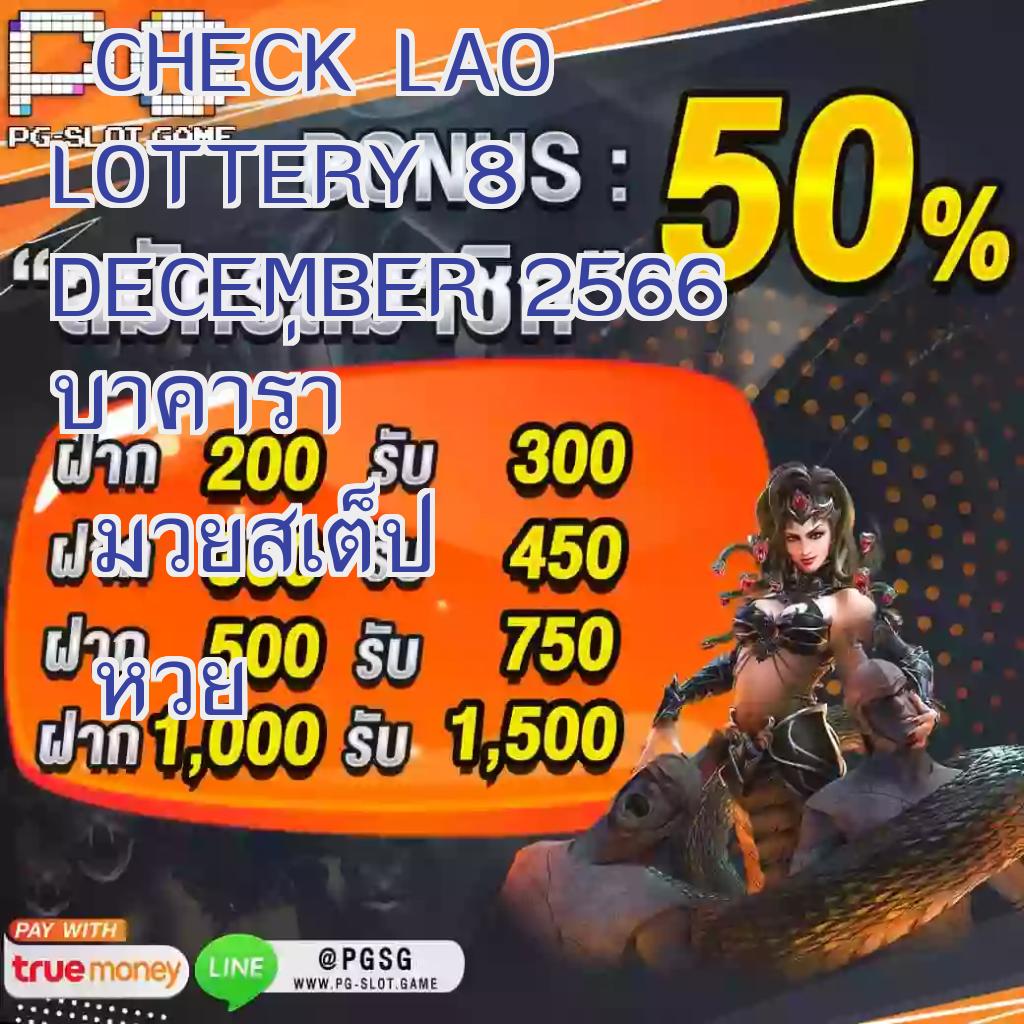 PG
CHECK LAO
PG-SLOT.GAME
LOTTERY 8
BONUS : 50%
DECEMBER 2566
บาคารา
ฝาก 200 รับ 300
มวยสเต็ป
รับ 450
ฝาก 500 รับ 750
หวย
ฝาก 1,000 รับ 1,500
PAY WITH
truemoney
LINE
@PGSG
WWW.PG-SLOT.GAME